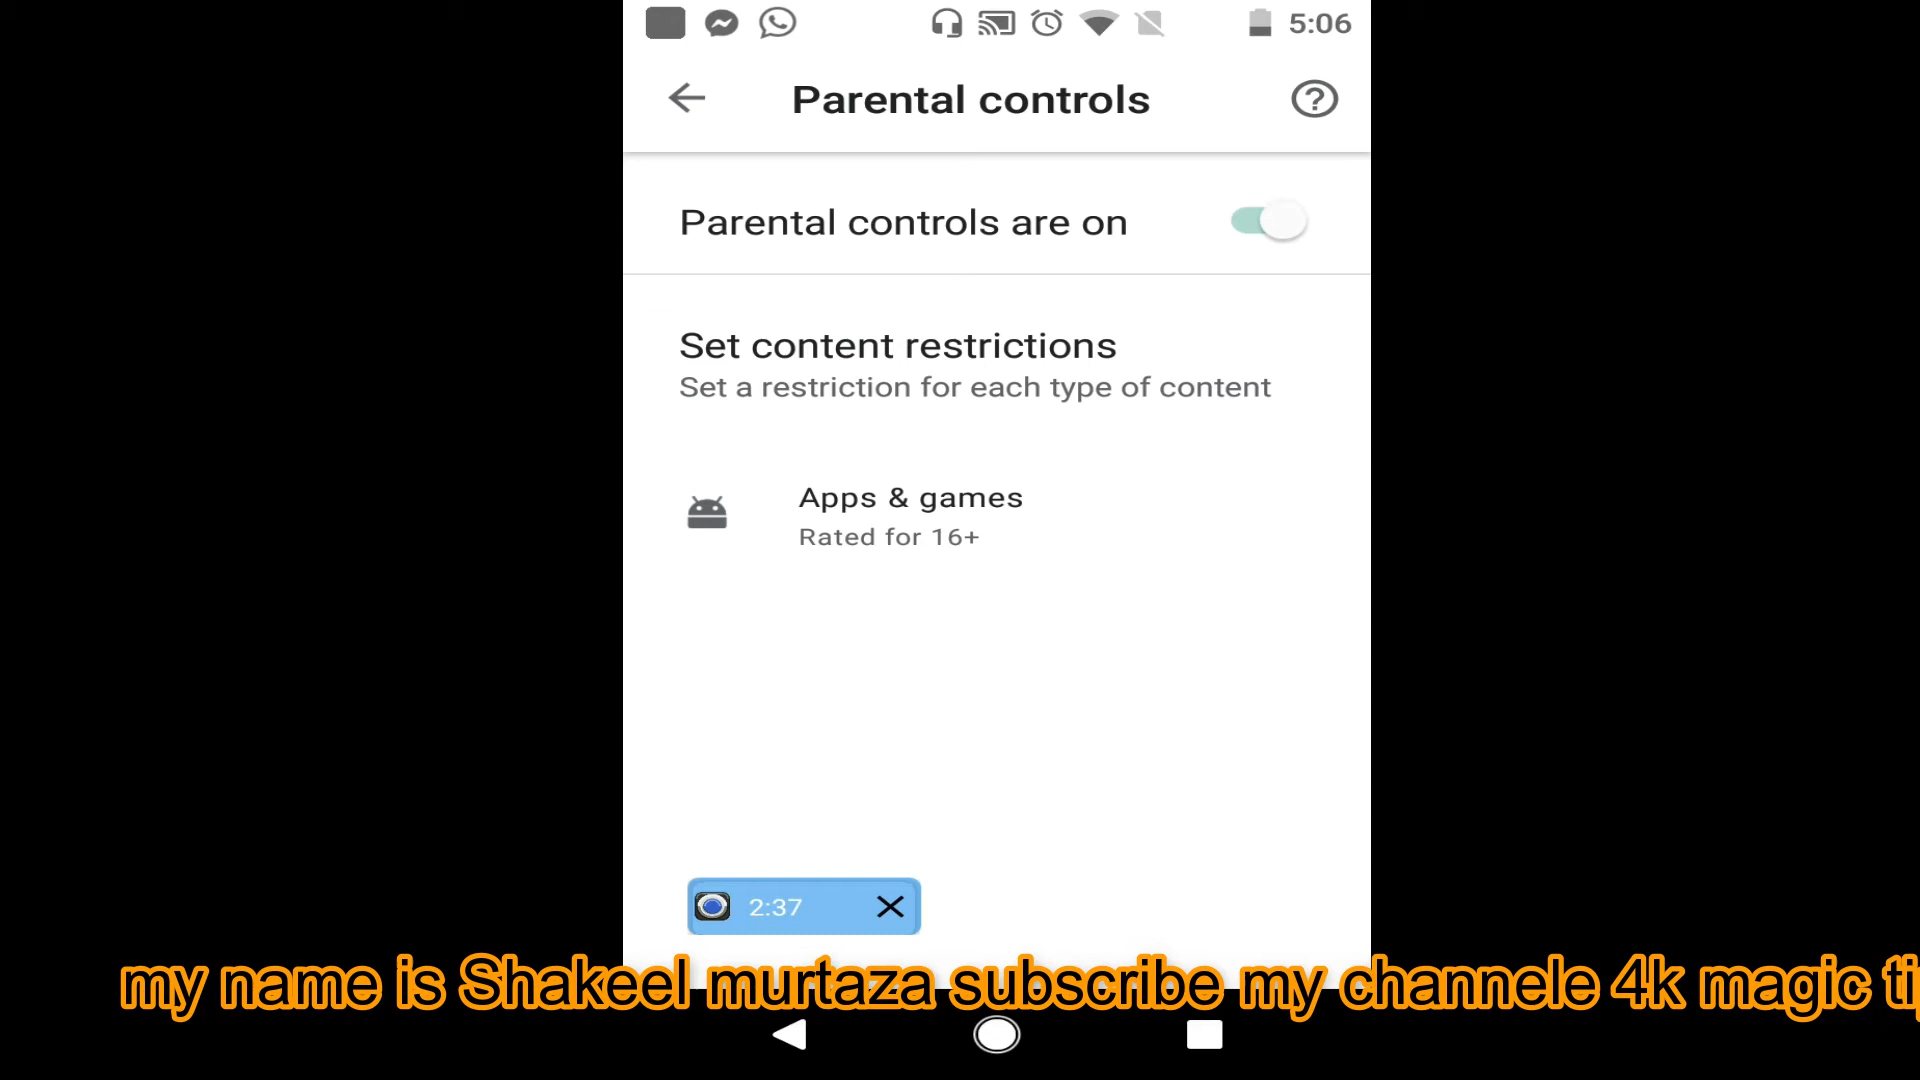 5:06
Parental controls
Parental controls are on
Set content restrictions
Set a restriction for each type of content
Apps & games
Rated for 16+
2:37
my name is Shakeel murtaza subscribe my channele 4k magic